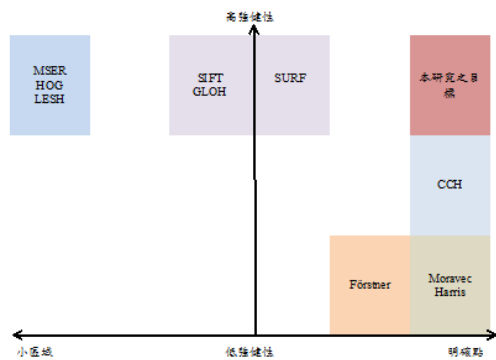 高強健性
MSER
HOG
LESH
SIFT
GLOH
SURF
本研究之目
標
CCH
Förstner
Moravec
Harris
小區域
低強健性
明確點